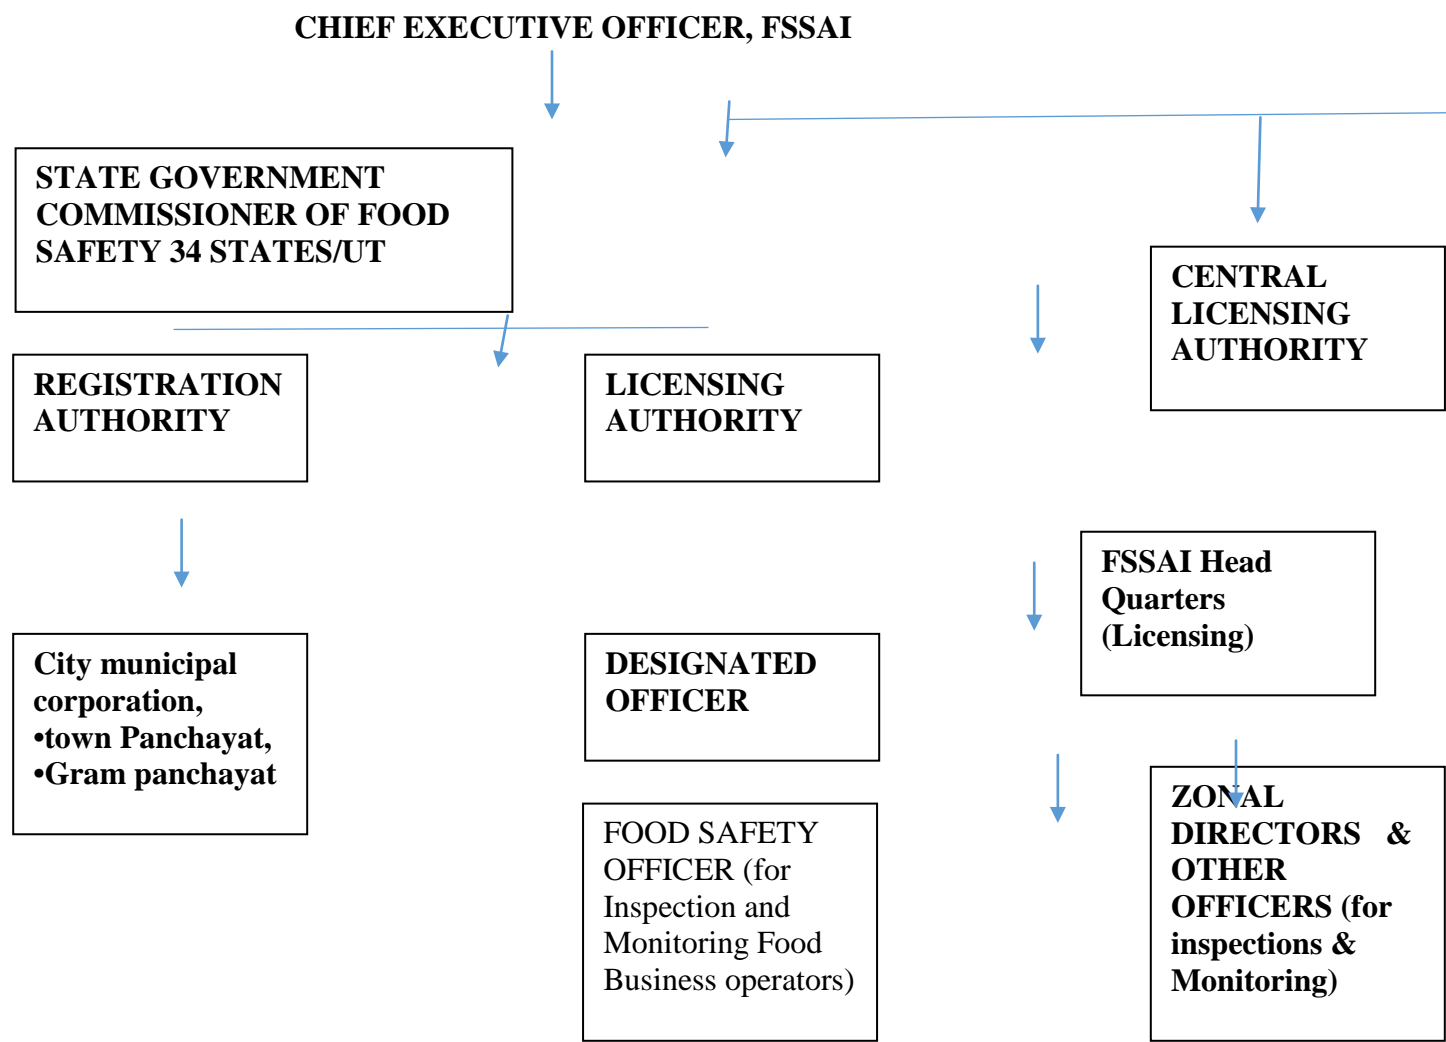 CHIEF EXECUTIVE OFFICER, FSSAI
STATE GOVERNMENT
COMMISSIONER OF FOOD
SAFETY 34 STATES/UT
CENTRAL
LICENSING
AUTHORITY
REGISTRATION
AUTHORITY
LICENSING
AUTHORITY
FSSAI Head
Quarters
(Licensing)
City municipal
corporation,
•town Panchayat,
•Gram panchayat
DESIGNATED
OFFICER
ZONAL
DIRECTORS &
OTHER
OFFICERS (for
inspections &
Monitoring)
FOOD SAFETY
OFFICER (for
Inspection and
Monitoring Food
Business operators)